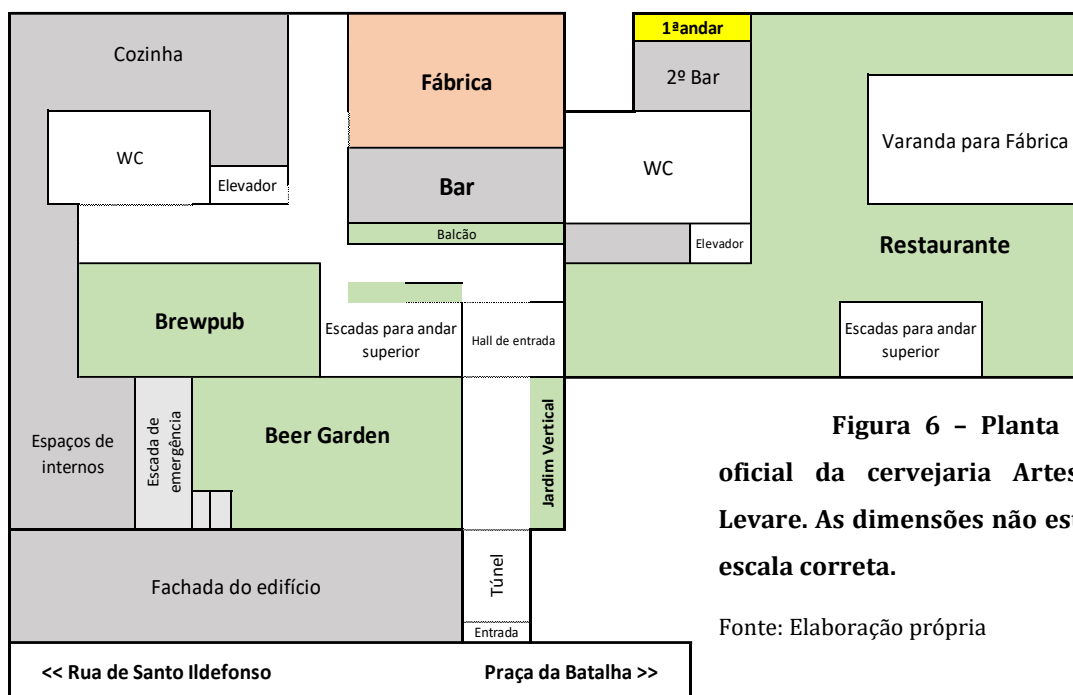 Cozinha
Fábrica
1ªandar
2º Bar
Varanda para Fábrica
WC
WC
Elevador
Bar
Balcão
Elevador
Restaurante
Brewpub
Escadas para andar
superior
Hall de entrada
Escadas para andar
superior
Espaços de
internos
Escada de
emergência
Beer Garden
Jardim Vertical
Figura 6 – Planta
oficial da cervejaria
Levare. As dimensões não
escala correta.
Fachada do edifício
Túnel
Fonte: Elaboração própria
Entrada
<< Rua de Santo Ildefonso
Praça da Batalha >>